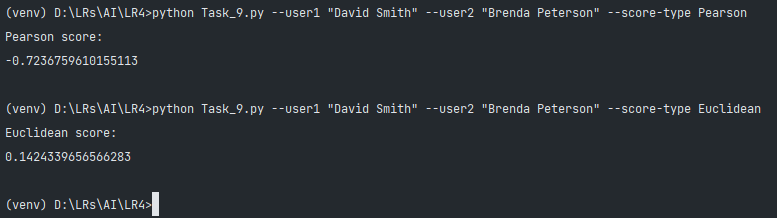 (venv) D:\LRs\AI\LR4>python Task_9.py --user1 "David Smith" --user2 "Brenda Peterson" --score-type Pearson
Pearson score:
-0.7236759610155113
(venv) D:\LRs\AI\LR4>python Task_9.py --user1 "David Smith" --user2 "Brenda Peterson" --score-type Euclidean
Euclidean score:
0.1424339656566283
(venv) D:\LRs\AI\LR4>